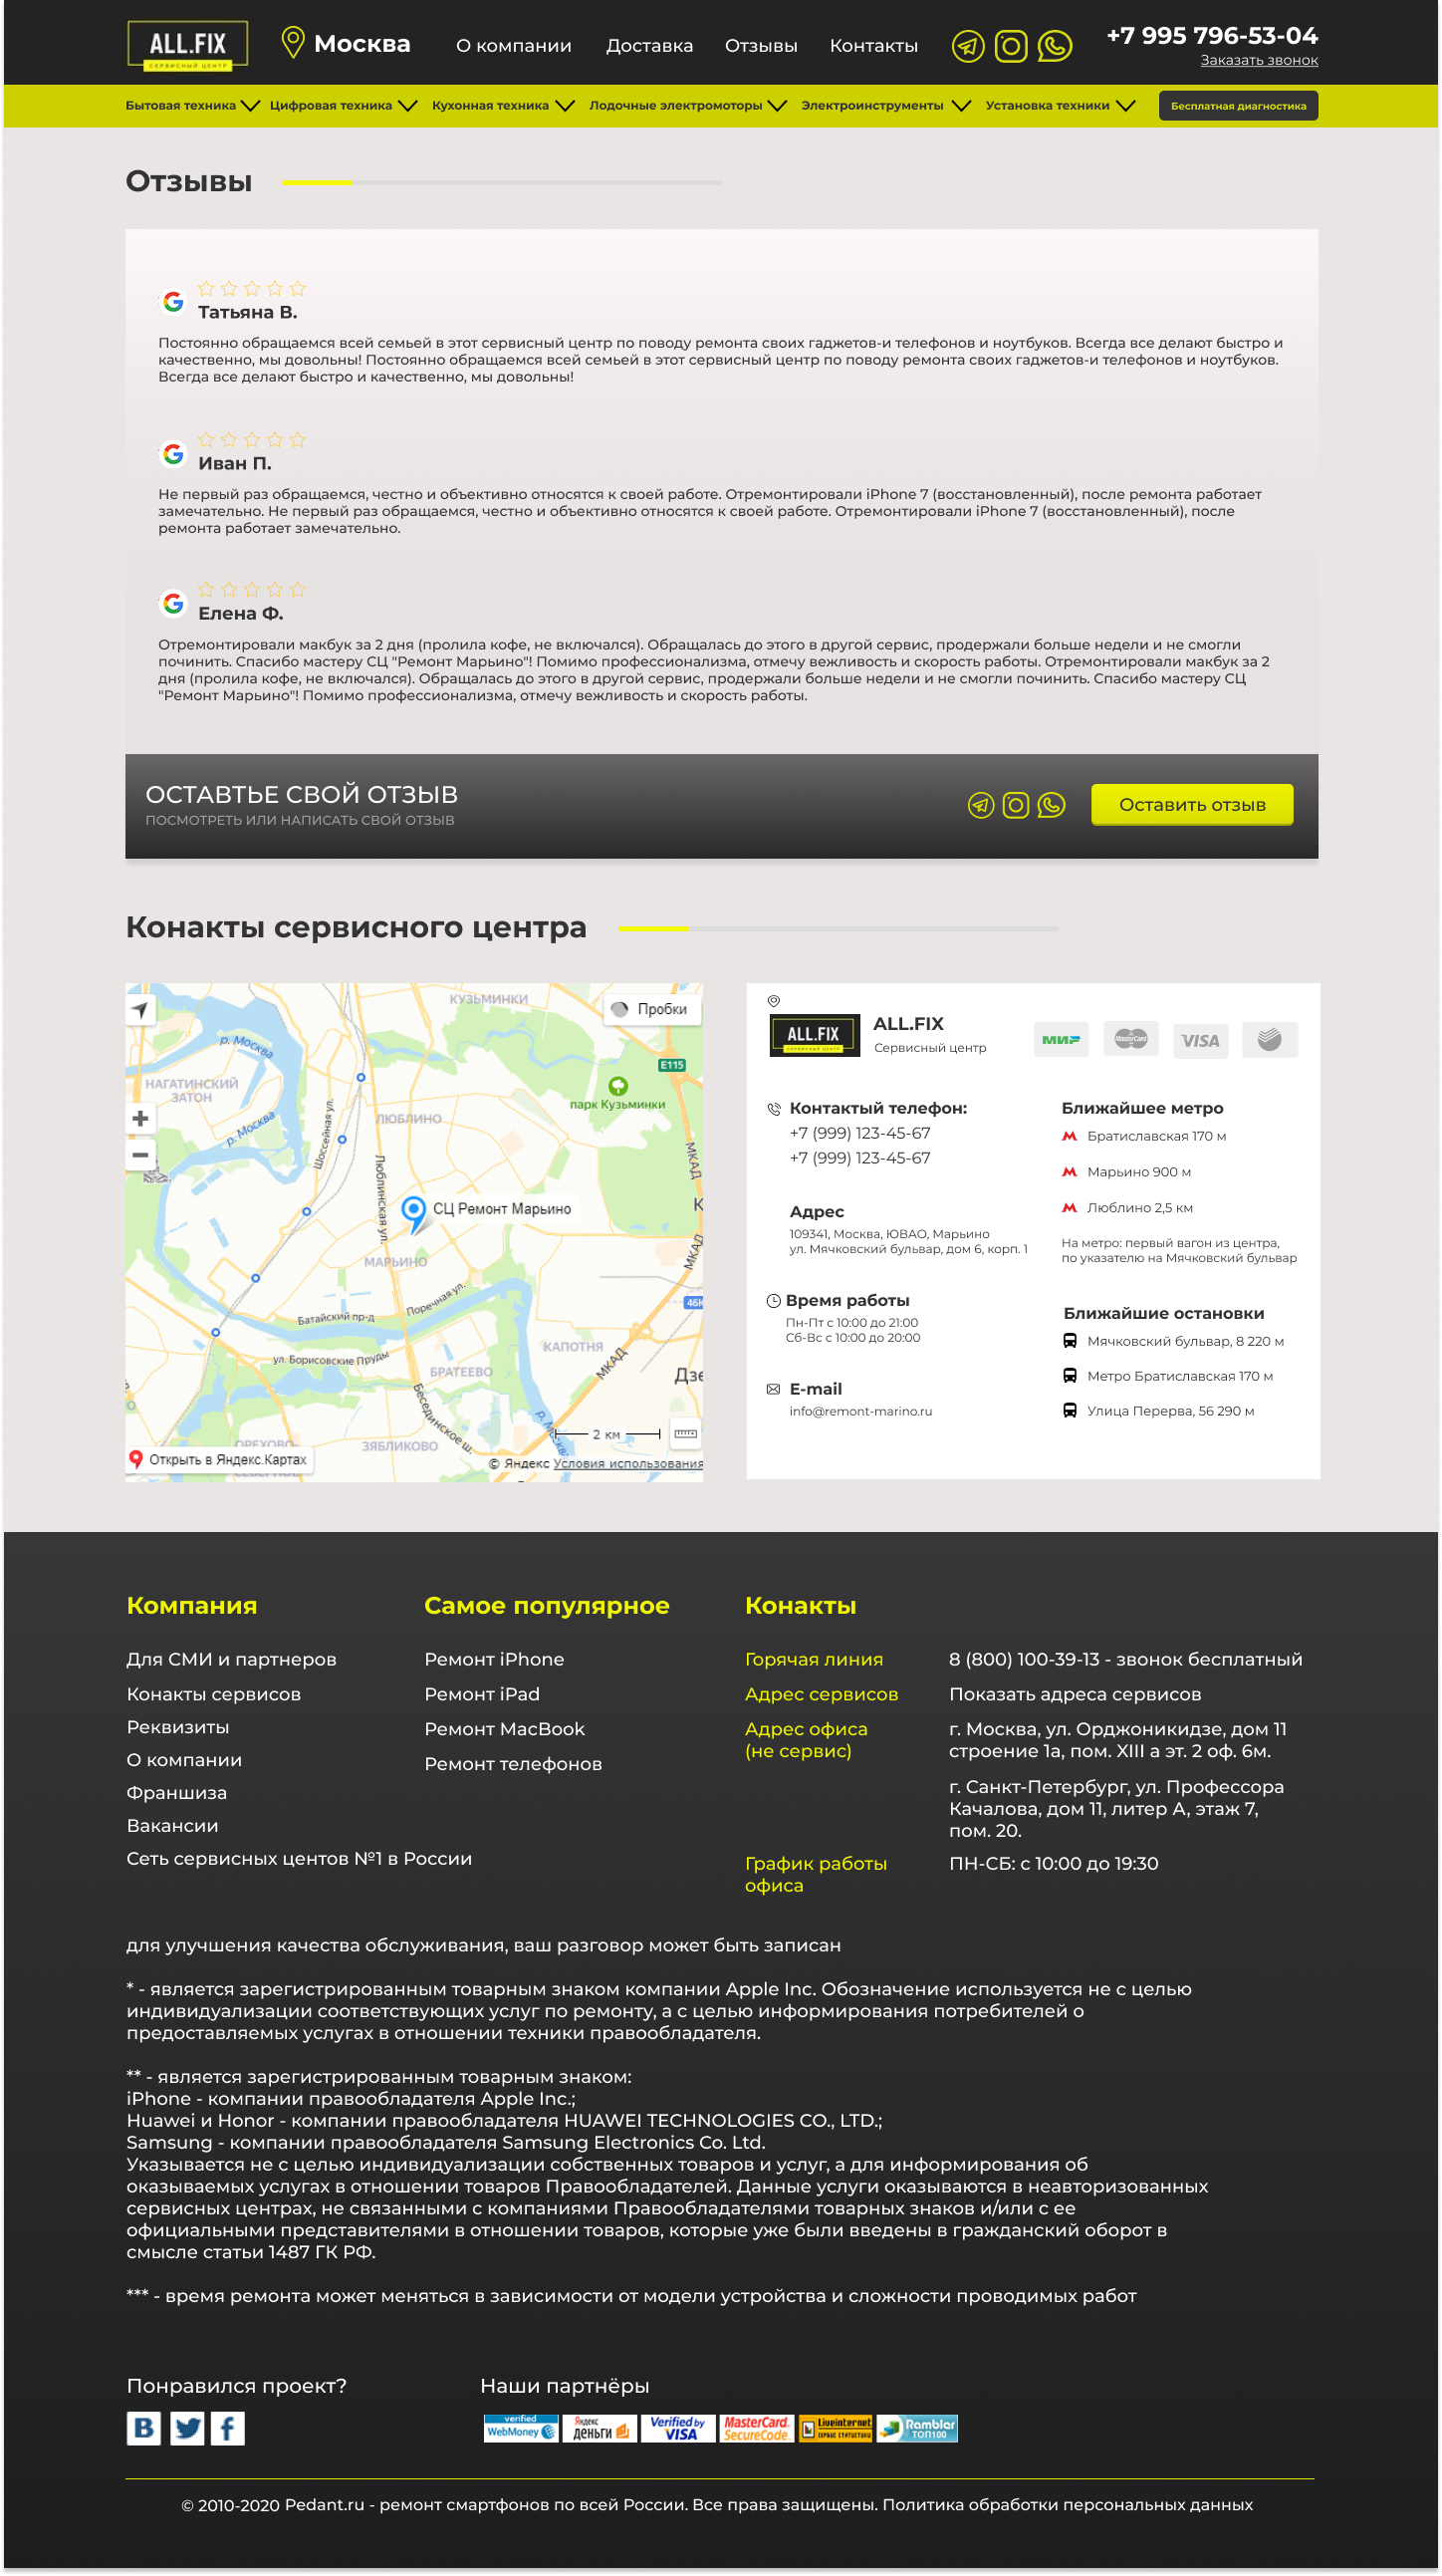 ALL.FIX
СЕРВИСНЫЙ ЦЕНТР
Москва
О компании
Доставка
Отзывы
Контакты
+7 995 796-53-04
Заказать звонок
Бытовая техника
Цифровая техника
Кухонная техника
Лодочные электромоторы
Электроинструменты
Установка техники
Бесплатная диагностика
Отзывы
Татьяна В.
Постоянно обращаемся всей семьей в этот сервисный центр по поводу ремонта своих гаджетов-и телефонов и ноутбуков. Всегда все делают быстро и
качественно, мы довольны! Постоянно обращаемся всей семьей в этот сервисный центр по поводу ремонта своих гаджетов-и телефонов и ноутбуков.
Всегда все делают быстро и качественно, мы довольны!
Иван П.
Не первый раз обращаемся, честно и объективно относятся к своей работе. Отремонтировали iPhone 7 (восстановленный), после ремонта работает
замечательно. Не первый раз обращаемся, честно и объективно относятся к своей работе. Отремонтировали iPhone 7 (восстановленный), после
ремонта работает замечательно.
Елена Ф.
Отремонтировали макбук за 2 дня (пролила кофе, не включался). Обращалась до этого в другой сервис, продержали больше недели и не смогли
починить. Спасибо мастеру СЦ "Ремонт Марьино"! Помимо профессионализма, отмечу вежливость и скорость работы. Отремонтировали макбук за 2
дня (пролила кофе, не включался). Обращалась до этого в другой сервис, продержали больше недели и не смогли починить. Спасибо мастеру СЦ
"Ремонт Марьино"! Помимо профессионализма, отмечу вежливость и скорость работы.
ОСТАВТЬЕ СВОЙ ОТЗЫВ
ПОСМОТРЕТЬ ИЛИ НАПИСАТЬ СВОЙ ОТЗЫВ
Оставить отзыв
Конакты сервисного центра
КУЗЬМИНКИ
Пробки
р. Москва
E115
НАГАТИНСКИЙ
ЗАТОН
парк Кузьминки
ЛЮБЛИНО
р. Москва
Шоссейная ул.
Люблинская ул.
МКАД
К
СЦ Ремонт Марьино
МАРЬИНО
МКАД
46К
Поречная ул.
Батайский пр-д
ул. Борисовские Пруды
КАПОТНЯ
МКАД
БРАТЕЕВО
Дзе
Бесединское ш.
р. Москва
ОРЕХОВО
ЗЯБЛИКОВО
2 км
Открыть в Яндекс.Картах
© Яндекс Условия использования
ALL.FIX
СЕРВИСНЫЙ ЦЕНТР
ALL.FIX
Сервисный центр
МИР
MasterCard
VISA
Контактый телефон:
+7 (999) 123-45-67
+7 (999) 123-45-67
Адрес
109341, Москва, ЮВАО, Марьино
ул. Мячковский бульвар, дом 6, корп. 1
Время работы
Пн-Пт с 10:00 до 21:00
Сб-Вс с 10:00 до 20:00
E-mail
info@remont-marino.ru
Ближайшее метро
Братиславская 170 м
Марьино 900 м
Люблино 2,5 км
На метро: первый вагон из центра,
по указателю на Мячковский бульвар
Ближайшие остановки
Мячковский бульвар, 8 220 м
Метро Братиславская 170 м
Улица Перерва, 56 290 м
Компания
Для СМИ и партнеров
Конакты сервисов
Реквизиты
О компании
Франшиза
Вакансии
Сеть сервисных центов №1 в России
Самое популярное
Ремонт iPhone
Ремонт iPad
Ремонт MacBook
Ремонт телефонов
Конакты
Горячая линия
8 (800) 100-39-13 - звонок бесплатный
Адрес сервисов
Показать адреса сервисов
Адрес офиса
(не сервис)
г. Москва, ул. Орджоникидзе, дом 11
строение 1а, пом. XIII а эт. 2 оф. 6м.
г. Санкт-Петербург, ул. Профессора
Качалова, дом 11, литер А, этаж 7,
пом. 20.
График работы
офиса
ПН-СБ: с 10:00 до 19:30
для улучшения качества обслуживания, ваш разговор может быть записан
* - является зарегистрированным товарным знаком компании Apple Inc. Обозначение используется не с целью
индивидуализации соответствующих услуг по ремонту, а с целью информирования потребителей о
предоставляемых услугах в отношении техники правообладателя.
** - является зарегистрированным товарным знаком:
iPhone - компании правообладателя Apple Inc.;
Huawei и Honor - компании правообладателя HUAWEI TECHNOLOGIES CO., LTD.;
Samsung - компании правообладателя Samsung Electronics Co. Ltd.
Указывается не с целью индивидуализации собственных товаров и услуг, а для информирования об
оказываемых услугах в отношении товаров Правообладателей. Данные услуги оказываются в неавторизованных
сервисных центрах, не связанными с компаниями Правообладателями товарных знаков и/или с ее
официальными представителями в отношении товаров, которые уже были введены в гражданский оборот в
смысле статьи 1487 ГК РФ.
*** - время ремонта может меняться в зависимости от модели устройства и сложности проводимых работ
Понравился проект?
Наши партнёры
verified
WebMoney
Яндекс
деньги
Verified by
VISA
MasterCard.
SecureCode.
Liveinternet
СЕРВИС СТАТИСТИКИ
Rambler
ТОП100
© 2010-2020 Pedant.ru - ремонт смартфонов по всей России. Все права защищены. Политика обработки персональных данных